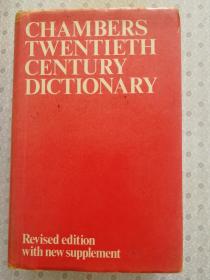 CHAMBERS
TWENTIETH
CENTURY
DICTIONARY
Revised edition
with new supplement